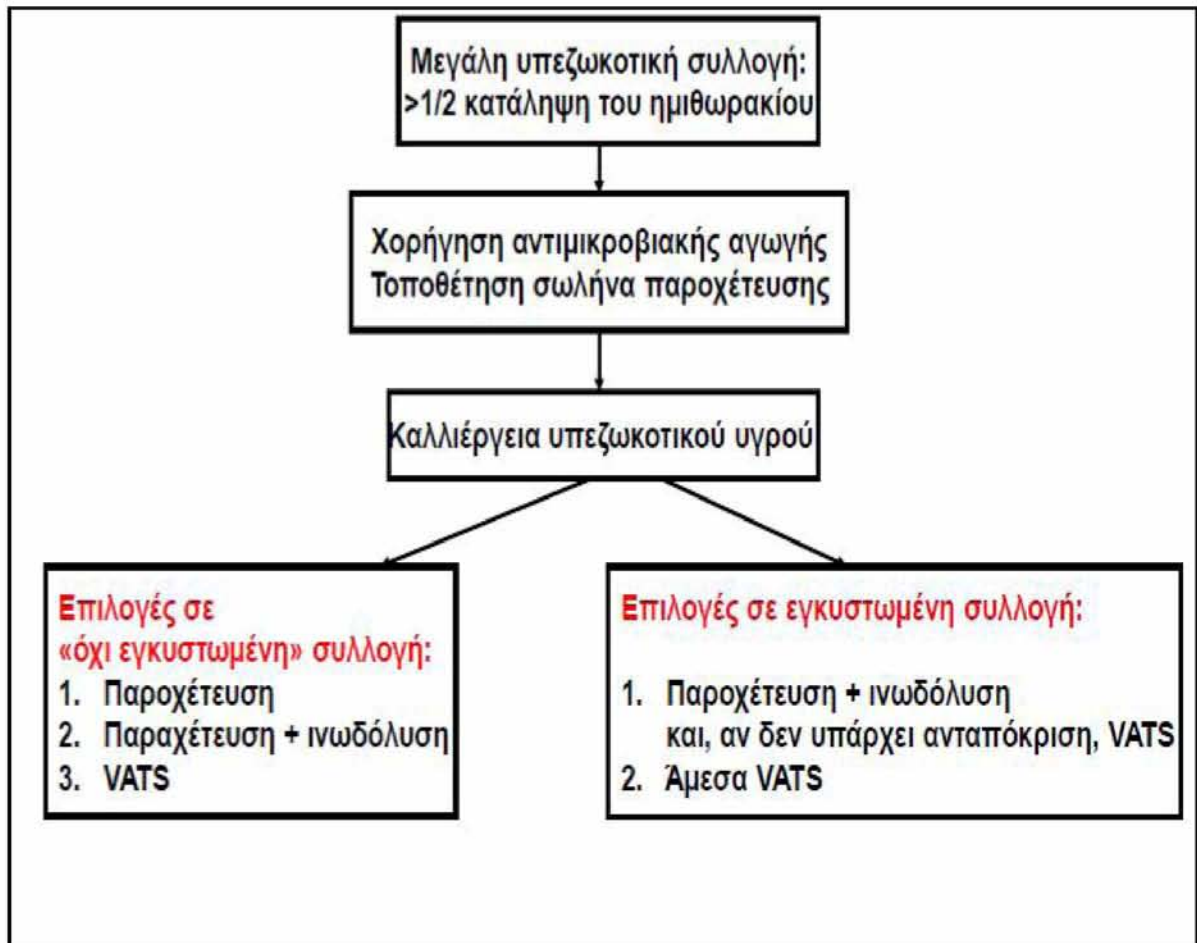 Μεγάλη υπεζωκοτική συλλογή:
>1/2 κατάληψη του ημιθωρακίου
Χορήγηση αντιμικροβιακής αγωγής
Τοποθέτηση σωλήνα παροχέτευσης
Καλλιέργεια υπεζωκοτικού υγρού
Επιλογές σε
«όχι εγκυστωμένη» συλλογή:
1. Παροχέτευση
2. Παραχέτευση + ινωδόλυση
3. VATS
Επιλογές σε εγκυστωμένη συλλογή:
1. Παροχέτευση + ινωδόλυση
και, αν δεν υπάρχει ανταπόκριση, VATS
2. Άμεσα VATS